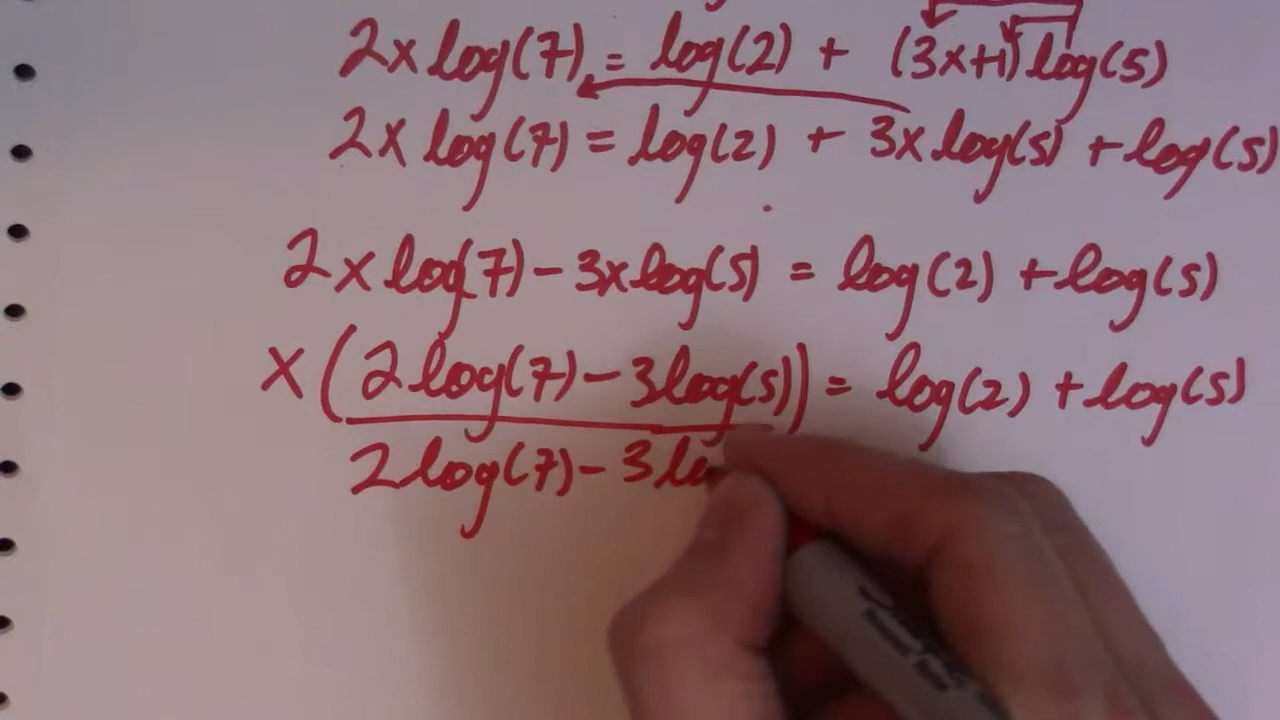 2x log(7) = log(2) + (3x+1) log(5)
2x log(7) = log(2) + 3x log(5) + log(5)
2x log(7) - 3x log(5) = log(2) + log(5)
x (2 log(7) - 3 log(5)) = log(2) + log(5)
2 log(7) - 3 lo